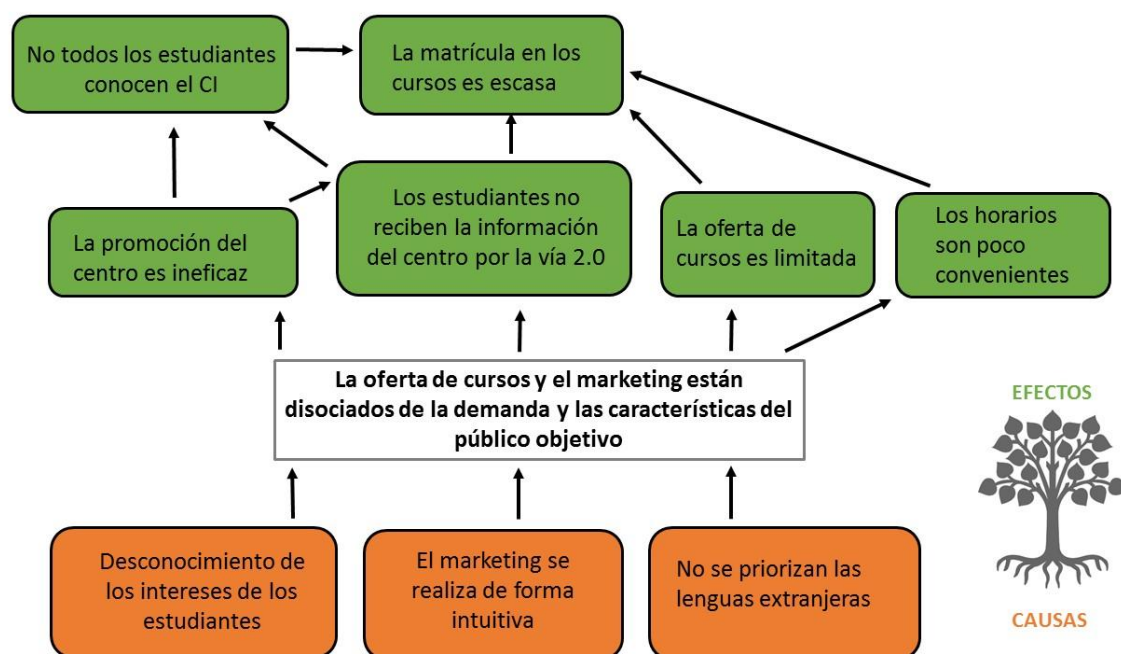 No todos los estudiantes
conocen el CI
La matrícula en los
cursos es escasa
La promoción del
centro es ineficaz
Los estudiantes no
reciben la información
del centro por la vía 2.0
La oferta de
cursos es limitada
Los horarios
son poco
convenientes
La oferta de cursos y el marketing están
disociados de la demanda y las características del
público objetivo
EFECTOS
Desconocimiento de
los intereses de los
estudiantes
El marketing se
realiza de forma
intuitiva
No se priorizan las
lenguas extranjeras
CAUSAS